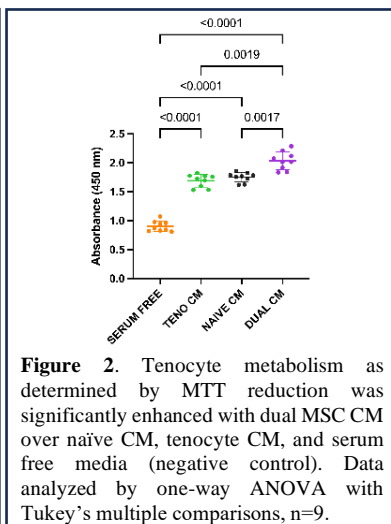 <0.0001
0.0019
<0.0001
<0.0001 0.0017
2.5
2.0
1.5
1.0
0.5
0.0
Absorbance (450 nm)
SERUM FREE
TENO CM
NAIVE CM
DUAL CM
Figure 2. Tenocyte metabolism as
determined by MTT reduction was
significantly enhanced with dual MSC CM
over naïve CM, tenocyte CM, and serum
free media (negative control). Data
analyzed by one-way ANOVA with
Tukey’s multiple comparisons, n=9.